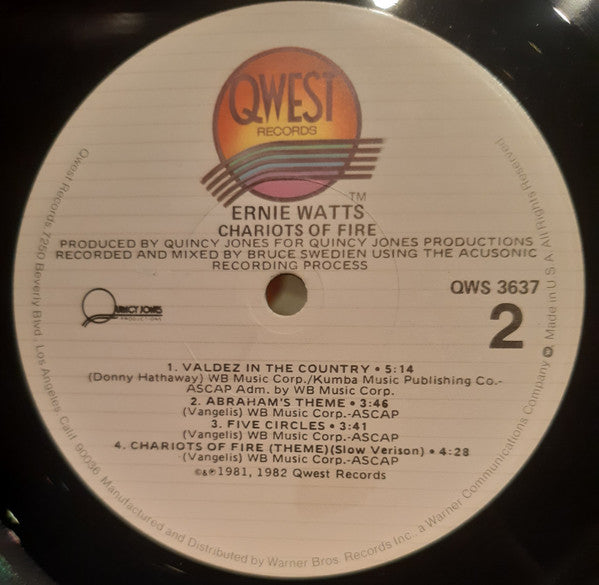 QWEST
RECORDS
TM
ERNIE WATTS
CHARIOTS OF FIRE
PRODUCED BY QUINCY JONES FOR QUINCY JONES PRODUCTIONS
RECORDED AND MIXED BY BRUCE SWEDIEN USING THE ACUSONIC
RECORDING PROCESS
QUINCY JONES
PRODUCTIONS
QWS 3637
2
1. VALDEZ IN THE COUNTRY • 5:14
(Donny Hathaway) WB Music Corp./Kumba Music Publishing Co.-
ASCAP Adm. by WB Music Corp.
2. ABRAHAM'S THEME • 3:46
(Vangelis) WB Music Corp.-ASCAP
3. FIVE CIRCLES • 3:41
(Vangelis) WB Music Corp.-ASCAP
4. CHARIOTS OF FIRE (THEME)(Slow Verison) • 4:28
(Vangelis) WB Music Corp.-ASCAP
©&℗1981, 1982 Qwest Records
Qwest Records, 7250 Beverly Blvd., Los Angeles Calif. 90036. Manufactured and Distributed by Warner Bros. Records Inc., a Warner Communications Company. Made in U.S.A. All Rights Reserved.